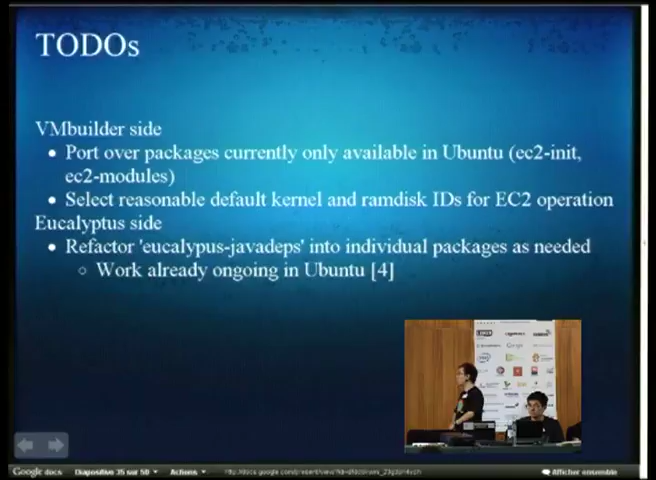 TODOs
VMbuilder side
• Port over packages currently only available in Ubuntu (ec2-init,
ec2-modules)
• Select reasonable default kernel and ramdisk IDs for EC2 operation
Eucalyptus side
• Refactor 'eucalypus-javadeps' into individual packages as needed
○ Work already ongoing in Ubuntu [4]
Google
Google docs Diapositive 35 sur 50 Actions Afficher ensemble